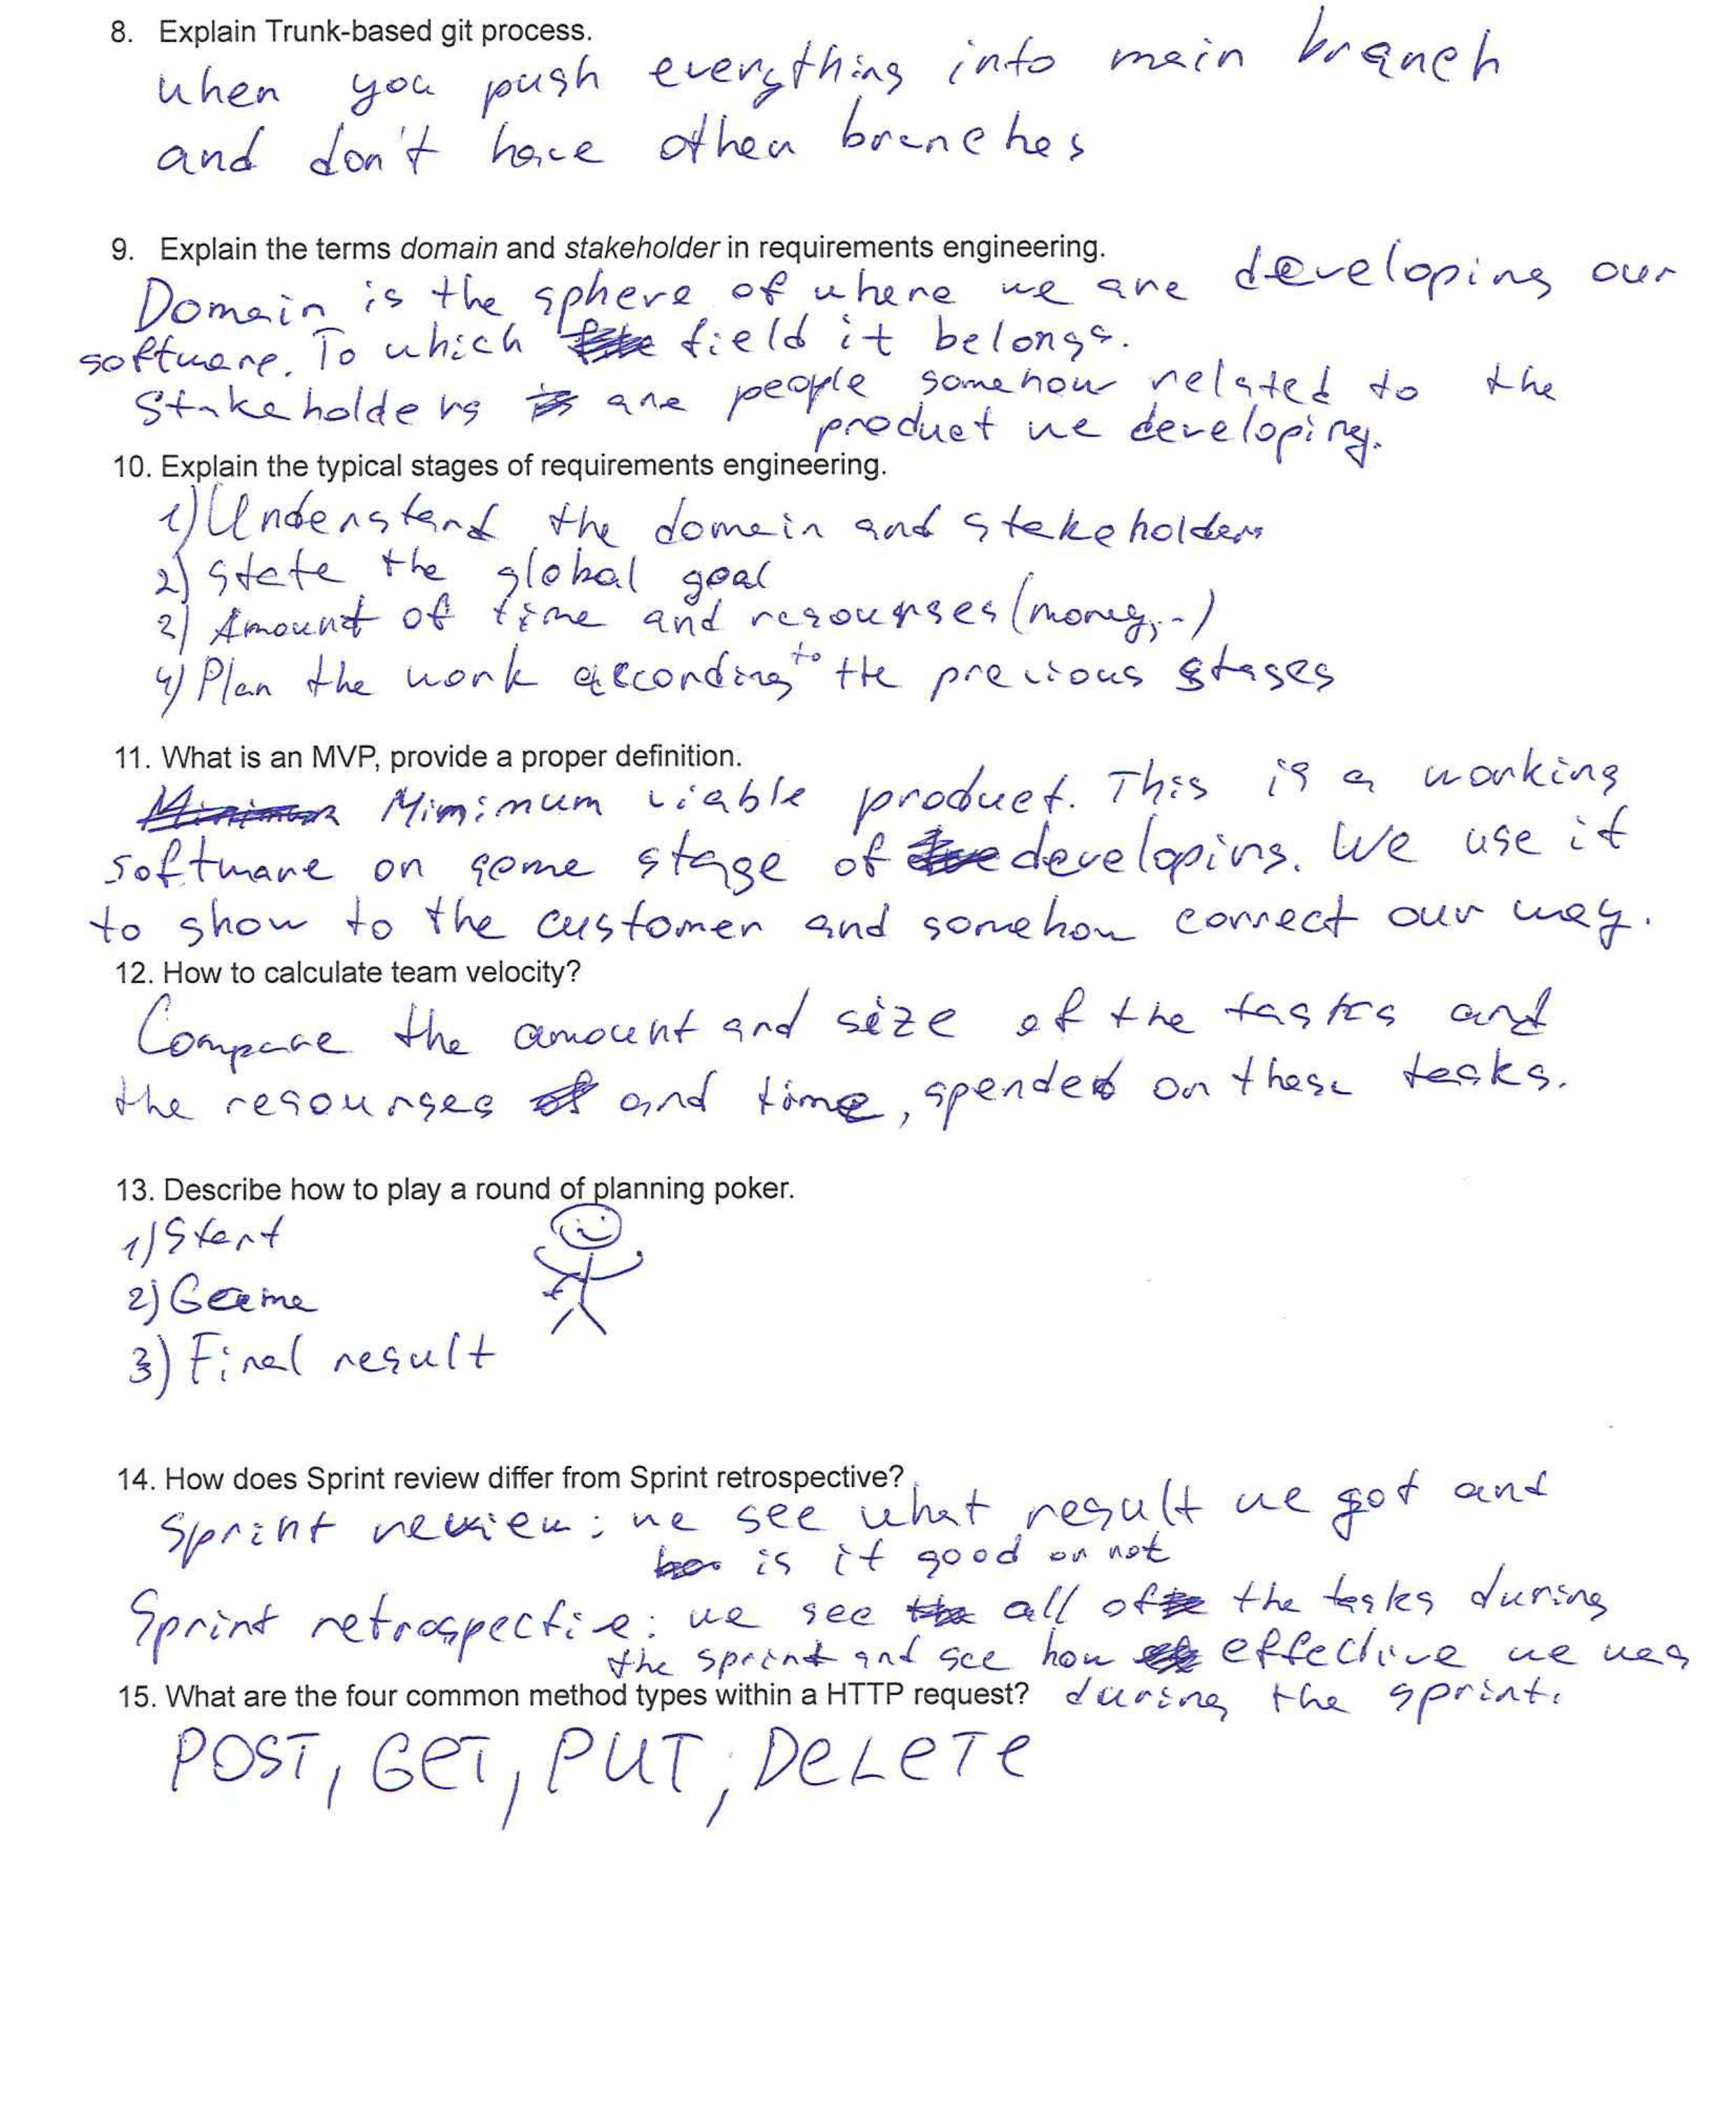 8. Explain Trunk-based git process.
when you push everything into main branch
and don't have other branches
9. Explain the terms domain and stakeholder in requirements engineering.
Domain is the sphere of where we are developing our
software. To which field it belongs.
Stakeholders are people somehow related to the
product we developing.
10. Explain the typical stages of requirements engineering.
1) Understand the domain and stakeholders
2) State the global goal
3) Amount of time and resourses (money,..)
4) Plan the work according to the previous stages
11. What is an MVP, provide a proper definition.
Mimimum viable product. This is a working
software on some stage of developing. We use it
to show to the customer and somehow correct our way.
12. How to calculate team velocity?
Compare the amount and size of the tasks and
the resourses and time, spended on these tasks.
13. Describe how to play a round of planning poker.
1) Start
2) Game
3) Final result
14. How does Sprint review differ from Sprint retrospective?
Sprint review: we see what result we got and
is it good or not
Sprint retrospective: we see all of the tasks during
the sprint and see how effective we was
during the sprint.
15. What are the four common method types within a HTTP request?
POST, GET, PUT, DELETE